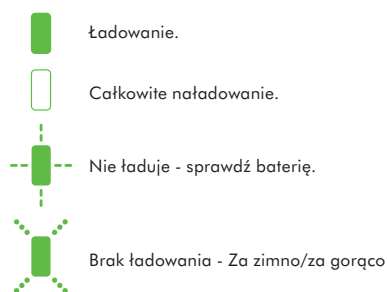 Ładowanie.
Całkowite naładowanie.
Nie ładuje - sprawdź baterię.
Brak ładowania - Za zimno/za gorąco